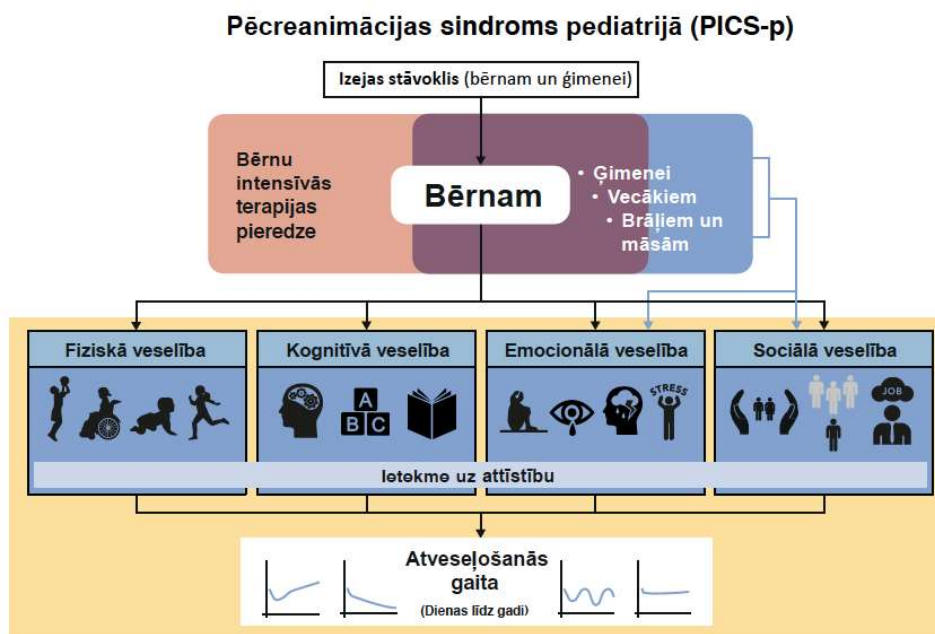 Pēcreanimācijas sindroms pediatrijā (PICS-p)
Izejas stāvoklis (bērnam un ģimenei)
Bērnu
intensīvās
terapijas
pieredze
Bērnam
• Ģimenei
• Vecākiem
• Brāļiem un
māsām
Fiziskā veselība
Kognitīvā veselība
Emocionālā veselība
Sociālā veselība
A
B C
STRESS
JOB
Ietekme uz attīstību
Atveseļošanās
gaita
(Dienas līdz gadi)